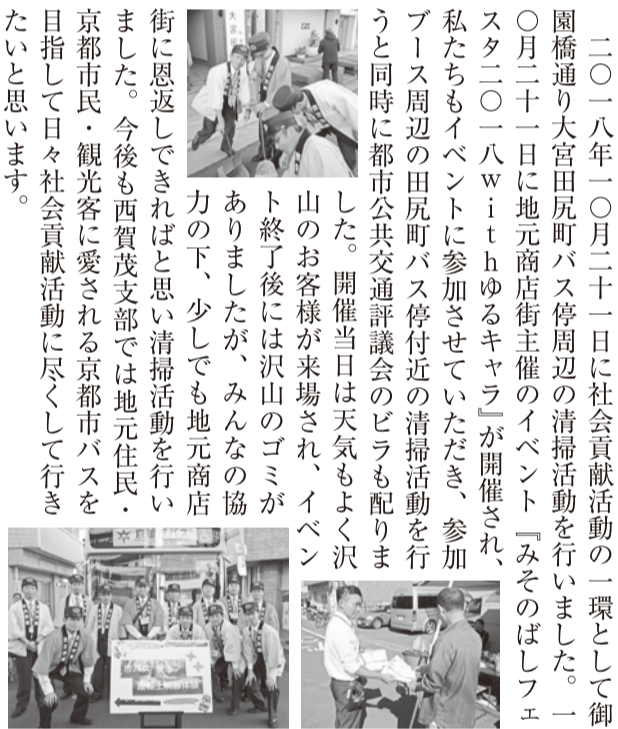 二〇一八年一〇月二十一日に社会貢献活動の一環として御
園橋通り大宮田尻町バス停周辺の清掃活動を行いました。一
〇月二十一日に地元商店街主催のイベント『みそのばしフェ
スタ二〇一八ｗｉｔｈゆるキャラ』が開催され、
私たちもイベントに参加させていただき、参加
ブース周辺の田尻町バス停付近の清掃活動を行
うと同時に都市公共交通評議会のビラも配りま
した。開催当日は天気もよく沢
山のお客様が来場され、イベン
ト終了後には沢山のゴミが
ありましたが、みんなの協
力の下、少しでも地元商店
街に恩返しできればと思い清掃活動を行い
ました。今後も西賀茂支部では地元住民・
京都市民・観光客に愛される京都市バスを
目指して日々社会貢献活動に尽くして行き
たいと思います。